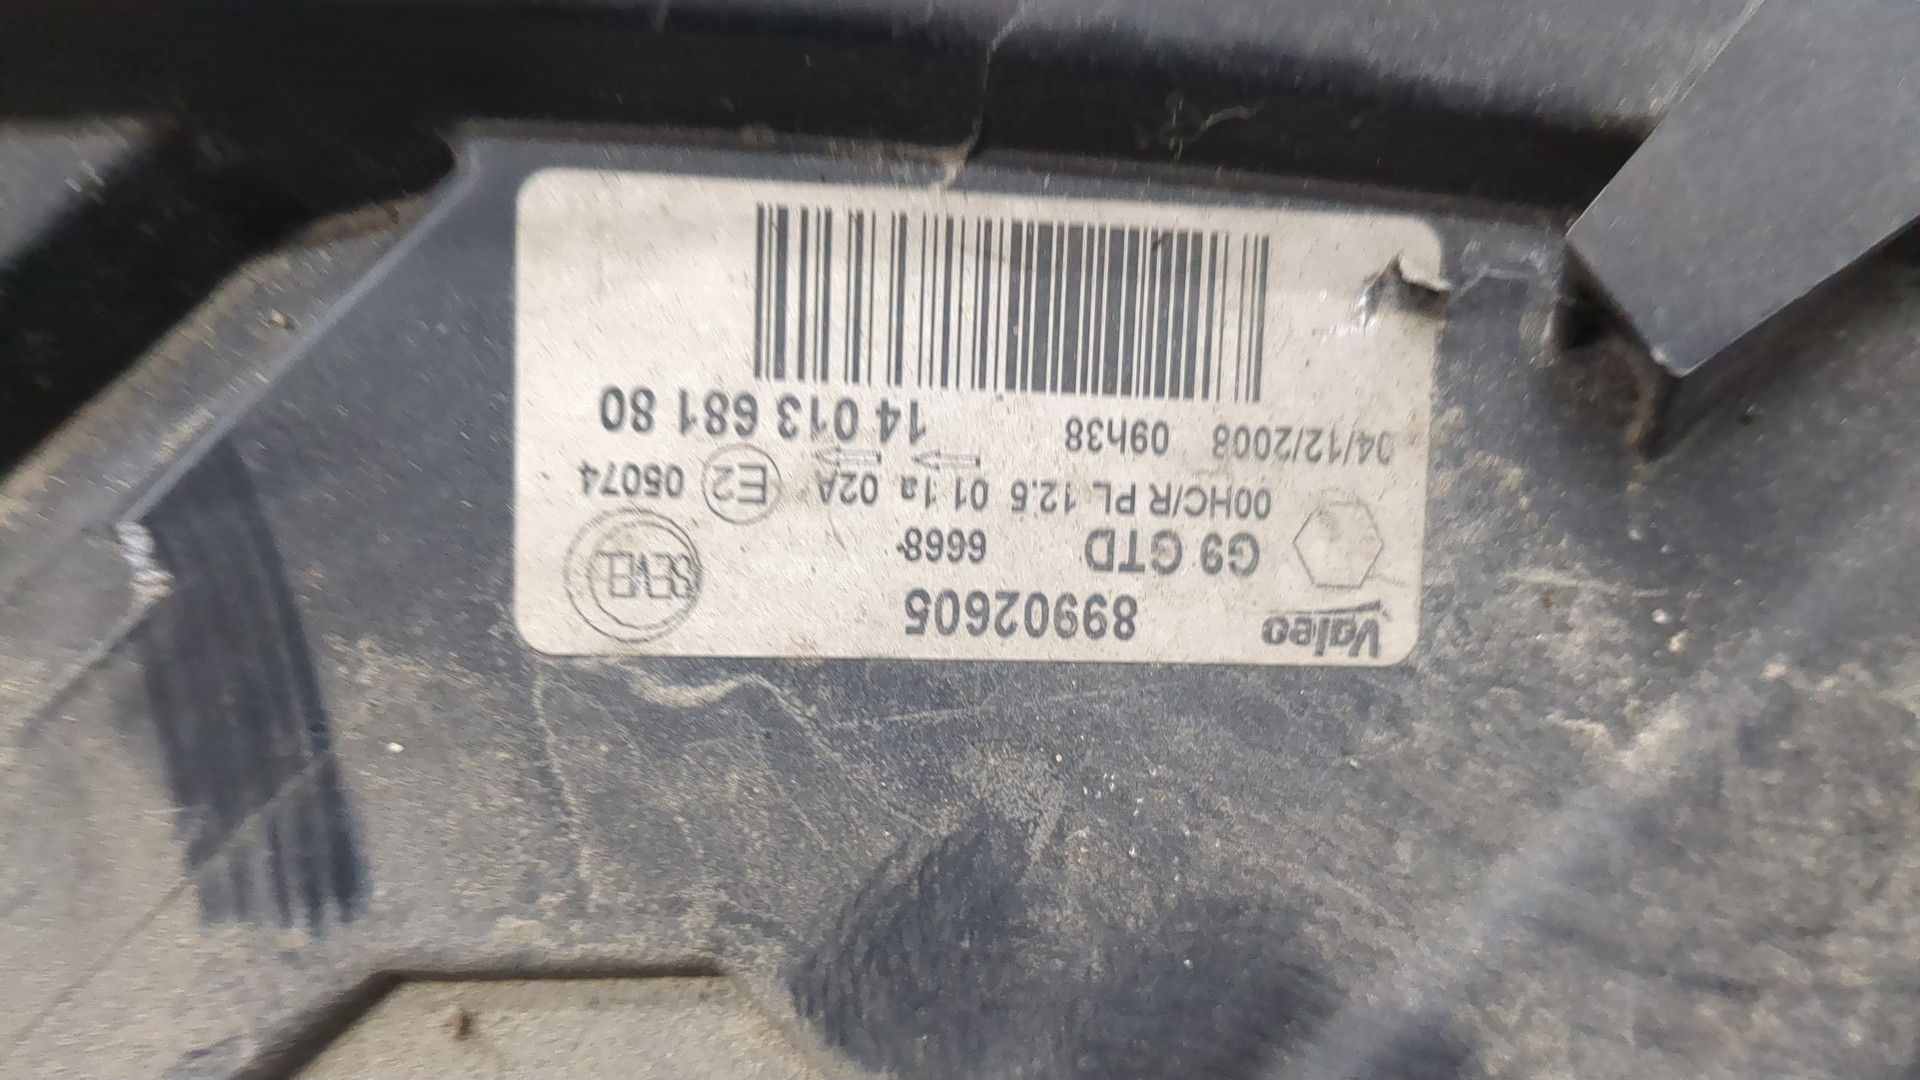 Valeo 89902605
G9 GTD 6668 SEVEL
00HC/R PL 12.5 01 1a 02A E2 05074
04/12/2008 09h38 14 013 681 80